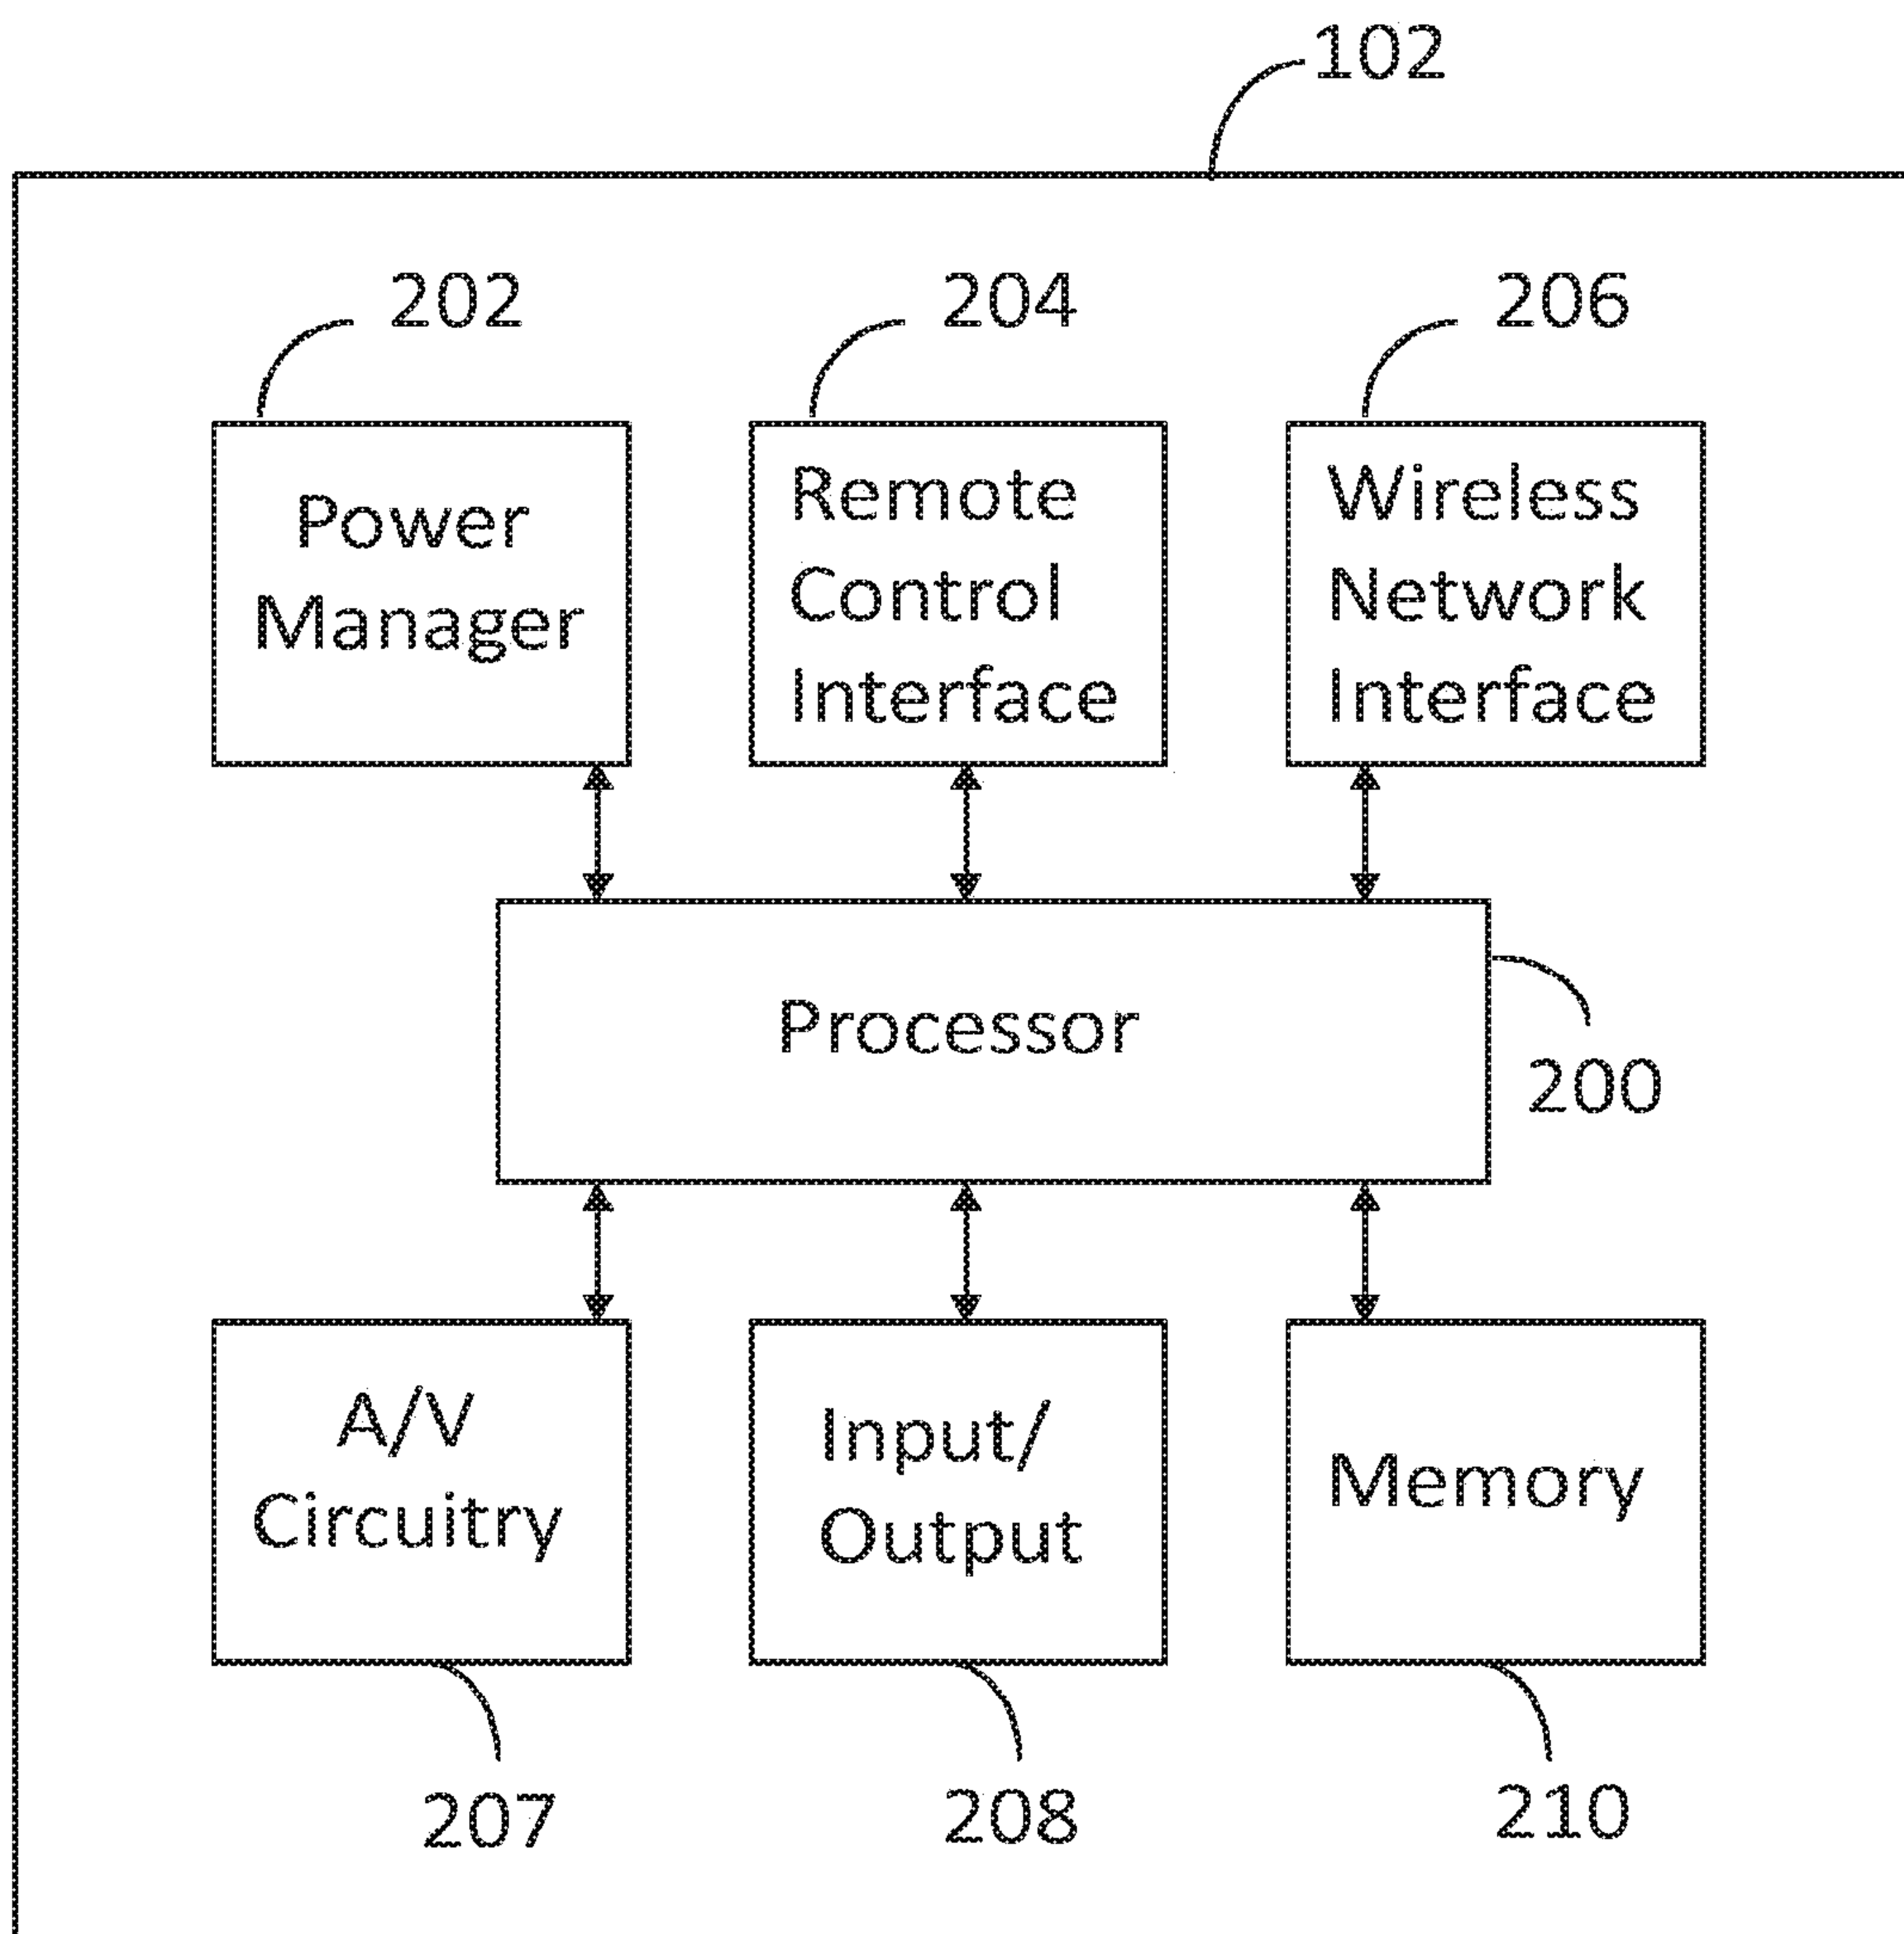 102
202
204
206
Power
Manager
Remote
Control
Interface
Wireless
Network
Interface
Processor
200
A/V
Circuitry
Input/
Output
Memory
207
208
210